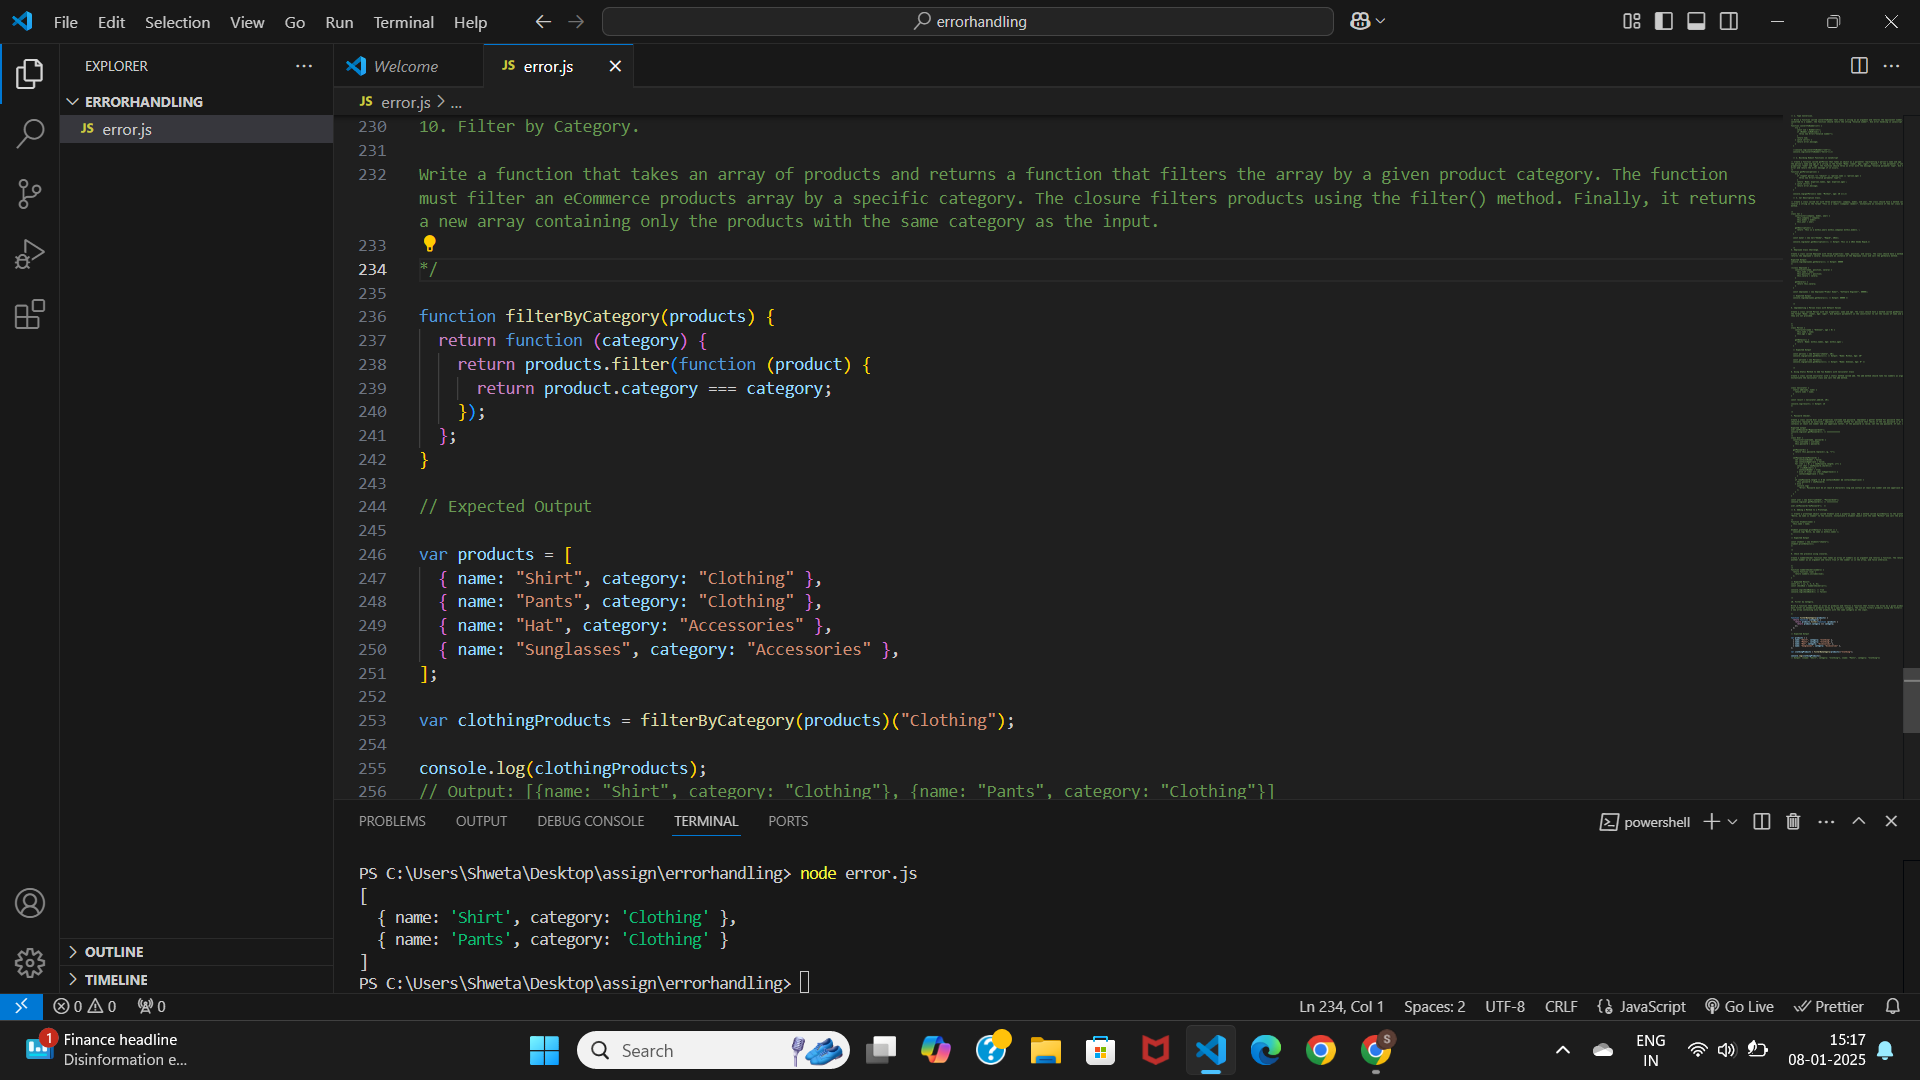 File Edit Selection View Go Run Terminal Help
errorhandling
EXPLORER
ERRORHANDLING
JS error.js
OUTLINE
TIMELINE
Welcome
JS error.js
JS error.js > ...
230 10. Filter by Category.
231
232 Write a function that takes an array of products and returns a function that filters the array by a given product category. The function
must filter an eCommerce products array by a specific category. The closure filters products using the filter() method. Finally, it returns
a new array containing only the products with the same category as the input.
233
234 */
235
236 function filterByCategory(products) {
237 return function (category) {
238 return products.filter(function (product) {
239 return product.category === category;
240 });
241 };
242 }
243
244 // Expected Output
245
246 var products = [
247 { name: "Shirt", category: "Clothing" },
248 { name: "Pants", category: "Clothing" },
249 { name: "Hat", category: "Accessories" },
250 { name: "Sunglasses", category: "Accessories" },
251 ];
252
253 var clothingProducts = filterByCategory(products)("Clothing");
254
255 console.log(clothingProducts);
256 // Output: [{name: "Shirt", category: "Clothing"}, {name: "Pants", category: "Clothing"}]
PROBLEMS OUTPUT DEBUG CONSOLE TERMINAL PORTS
powershell
PS C:\Users\Shweta\Desktop\assign\errorhandling> node error.js
[
{ name: 'Shirt', category: 'Clothing' },
{ name: 'Pants', category: 'Clothing' }
]
PS C:\Users\Shweta\Desktop\assign\errorhandling>
0 0 0
Ln 234, Col 1 Spaces: 2 UTF-8 CRLF {} JavaScript Go Live Prettier
1
Finance headline
Disinformation e...
Search
S
ENG
IN
15:17
08-01-2025